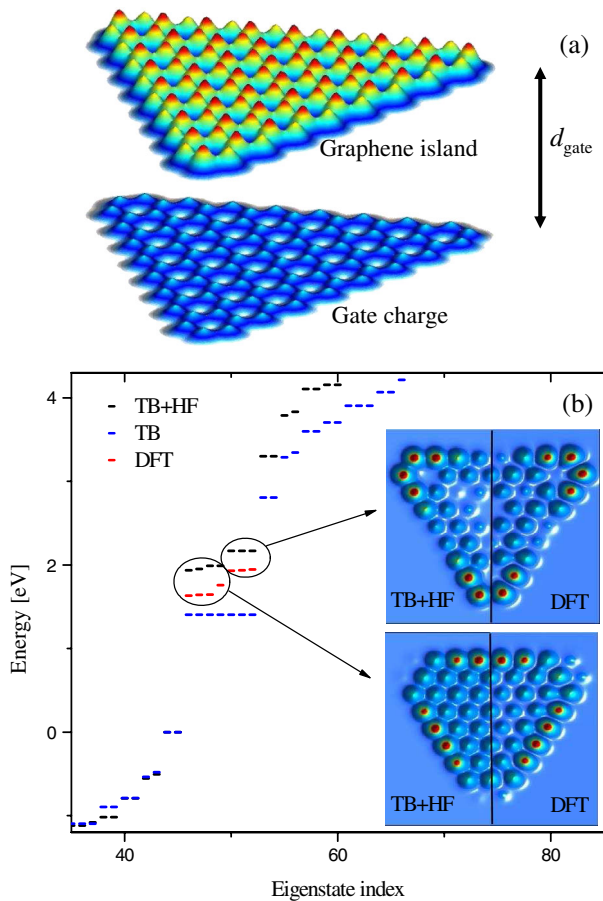 (a)
Graphene island
d_gate
Gate charge
(b)
TB+HF
TB
DFT
4
2
0
Energy [eV]
TB+HF DFT
TB+HF DFT
40 60 80
Eigenstate index